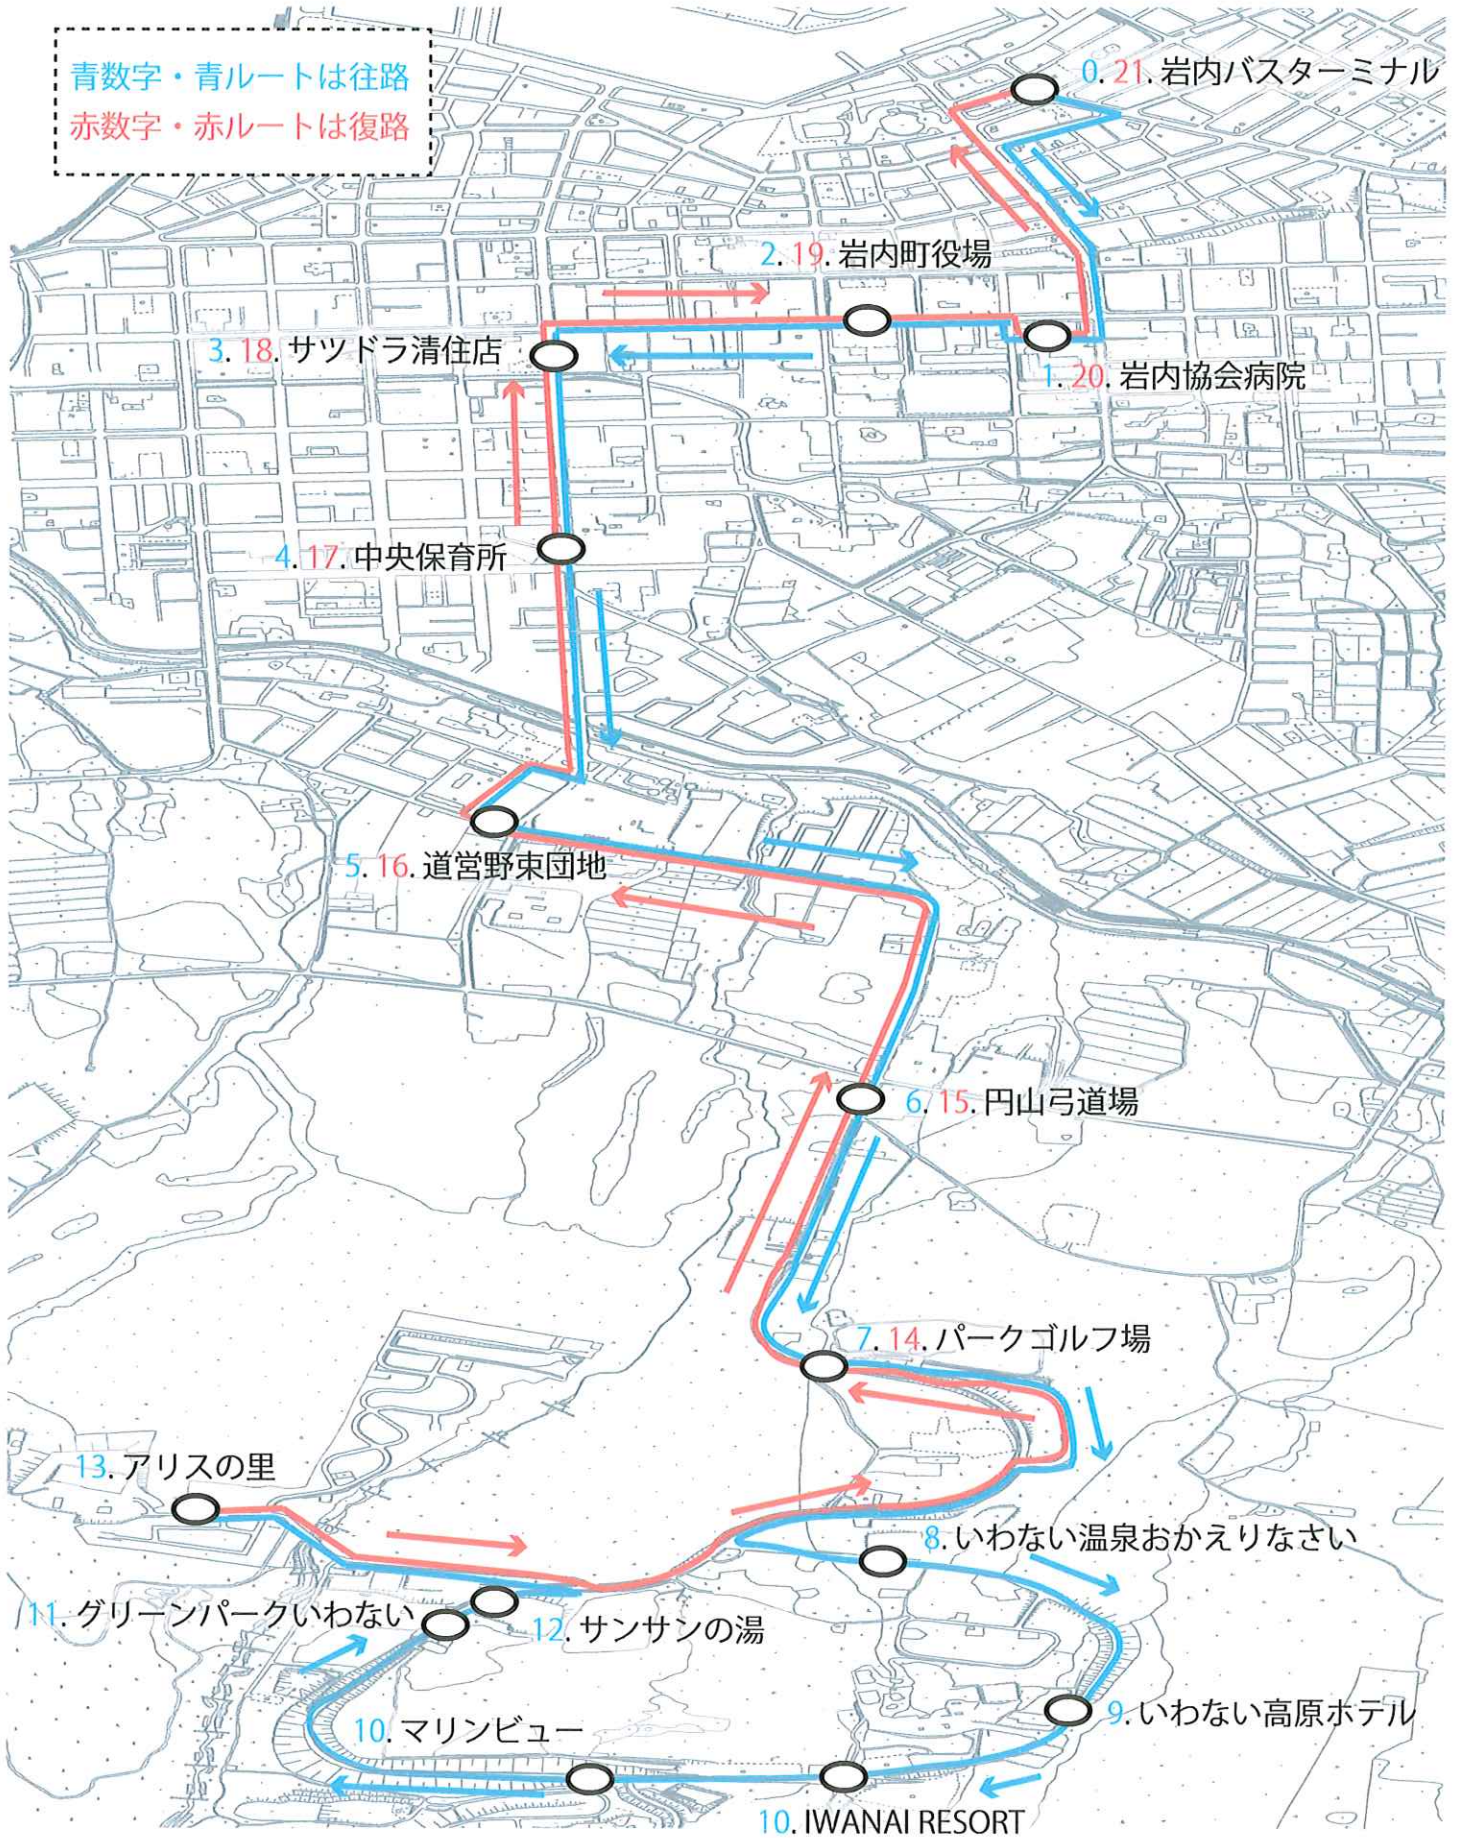 青数字・青ルートは往路
赤数字・赤ルートは復路
0. 21. 岩内バスターミナル
2. 19. 岩内町役場
3. 18. サツドラ清住店
1. 20. 岩内協会病院
4. 17. 中央保育所
5. 16. 道営野束団地
6. 15. 円山弓道場
7. 14. パークゴルフ場
13. アリスの里
8. いわない温泉おかえりなさい
11. グリーンパークいわない
12. サンサンの湯
9. いわない高原ホテル
10. マリンビュー
10. IWANAI RESORT